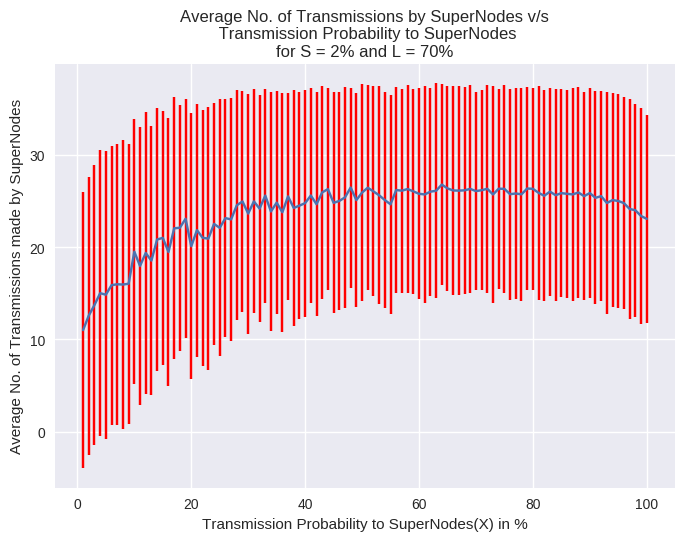 Average No. of Transmissions by SuperNodes v/s
Transmission Probability to SuperNodes
for S = 2% and L = 70%
Average No. of Transmissions made by SuperNodes
30
20
10
0
0 20 40 60 80 100
Transmission Probability to SuperNodes(X) in %